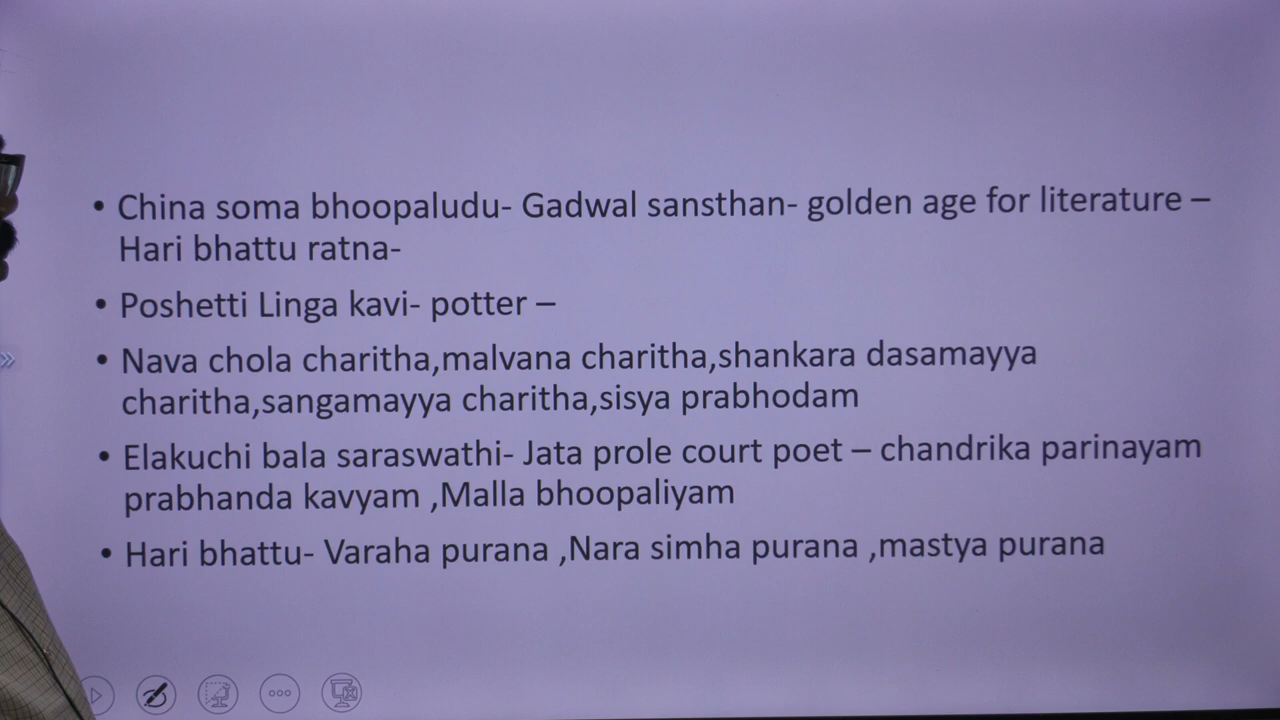 • China soma bhoopaludu- Gadwal sansthan- golden age for literature –
Hari bhattu ratna-
• Poshetti Linga kavi- potter –
• Nava chola charitha,malvana charitha,shankara dasamayya
charitha,sangamayya charitha,sisya prabhodam
• Elakuchi bala saraswathi- Jata prole court poet – chandrika parinayam
prabhanda kavyam ,Malla bhoopaliyam
• Hari bhattu- Varaha purana ,Nara simha purana ,mastya purana